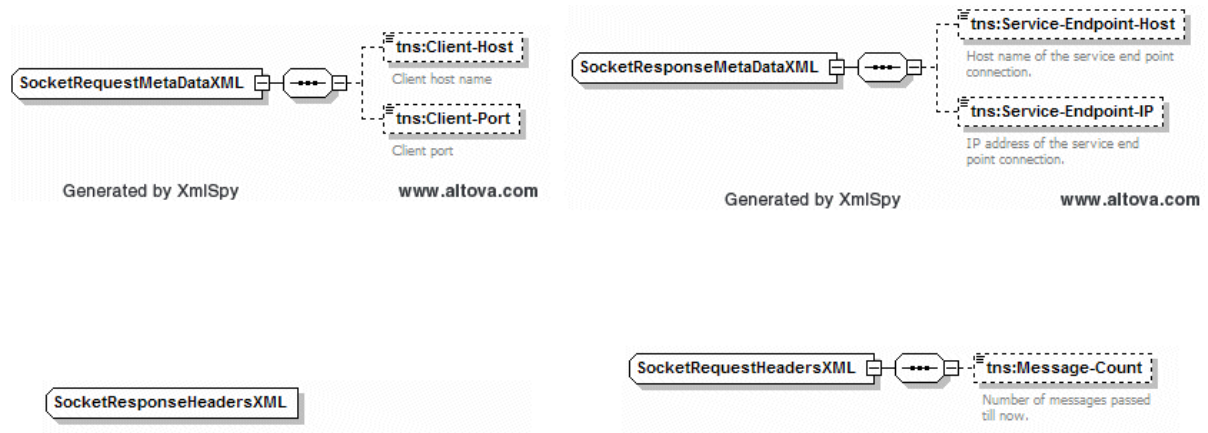 SocketRequestMetaDataXML
tns:Client-Host
Client host name
tns:Client-Port
Client port
Generated by XmlSpy
www.altova.com
SocketResponseMetaDataXML
tns:Service-Endpoint-Host
Host name of the service end point
connection.
tns:Service-Endpoint-IP
IP address of the service end
point connection.
Generated by XmlSpy
www.altova.com
SocketResponseHeadersXML
SocketRequestHeadersXML
tns:Message-Count
Number of messages passed
till now.